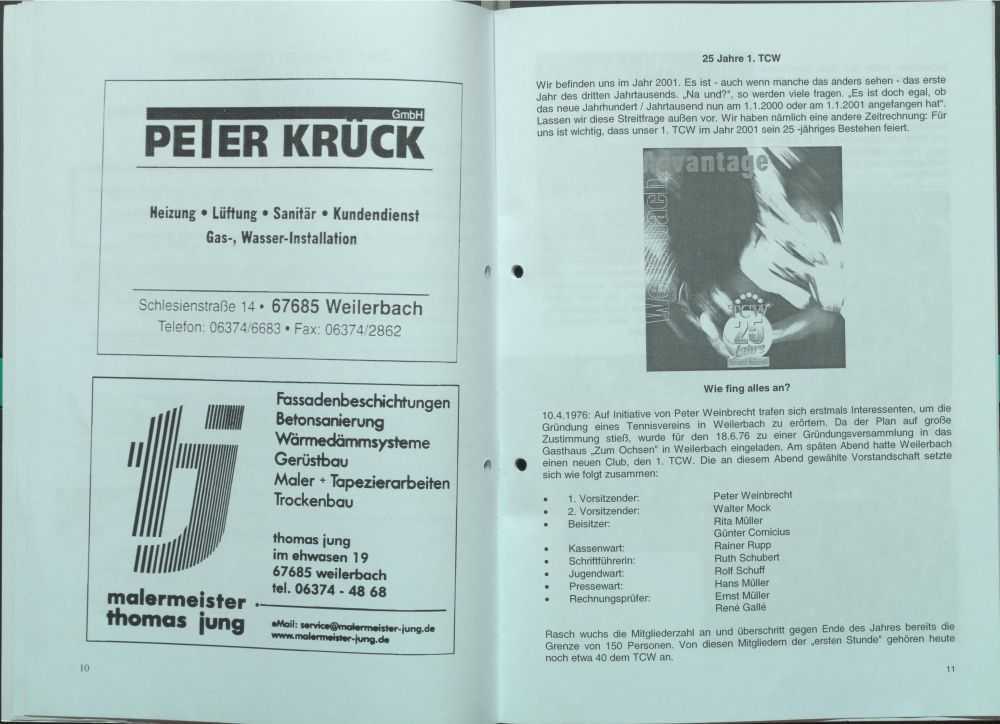 GmbH
PETER KRÜCK
Heizung • Lüftung • Sanitär • Kundendienst
Gas-, Wasser-Installation
Schlesienstraße 14 • 67685 Weilerbach
Telefon: 06374/6683 • Fax: 06374/2862
tj
Fassadenbeschichtungen
Betonsanierung
Wärmedämmsysteme
Gerüstbau
Maler + Tapezierarbeiten
Trockenbau
thomas jung
im ehwasen 19
67685 weilerbach
tel. 06374 - 48 68
malermeister
thomas jung
eMail: service@malermeister-jung.de
www.malermeister-jung.de
10
25 Jahre 1. TCW
Wir befinden uns im Jahr 2001. Es ist - auch wenn manche das anders sehen - das erste
Jahr des dritten Jahrtausends. „Na und?", so werden viele fragen. „Es ist doch egal, ob
das neue Jahrhundert / Jahrtausend nun am 1.1.2000 oder am 1.1.2001 angefangen hat".
Lassen wir diese Streitfrage außen vor. Wir haben nämlich eine andere Zeitrechnung: Für
uns ist wichtig, dass unser 1. TCW im Jahr 2001 sein 25 -jähriges Bestehen feiert.
Advantage
Weilerbach
TCW
25
Jahre
Wie fing alles an?
10.4.1976: Auf Initiative von Peter Weinbrecht trafen sich erstmals Interessenten, um die
Gründung eines Tennisvereins in Weilerbach zu erörtern. Da der Plan auf große
Zustimmung stieß, wurde für den 18.6.76 zu einer Gründungsversammlung in das
Gasthaus „Zum Ochsen" in Weilerbach eingeladen. Am späten Abend hatte Weilerbach
einen neuen Club, den 1. TCW. Die an diesem Abend gewählte Vorstandschaft setzte
sich wie folgt zusammen:
• 1. Vorsitzender: Peter Weinbrecht
• 2. Vorsitzender: Walter Mock
• Beisitzer: Rita Müller
Günter Cornicius
• Kassenwart: Rainer Rupp
• Schriftführerin: Ruth Schubert
• Jugendwart: Rolf Schuff
• Pressewart: Hans Müller
• Rechnungsprüfer: Ernst Müller
René Gallé
Rasch wuchs die Mitgliederzahl an und überschritt gegen Ende des Jahres bereits die
Grenze von 150 Personen. Von diesen Mitgliedern der „ersten Stunde" gehören heute
noch etwa 40 dem TCW an.
11